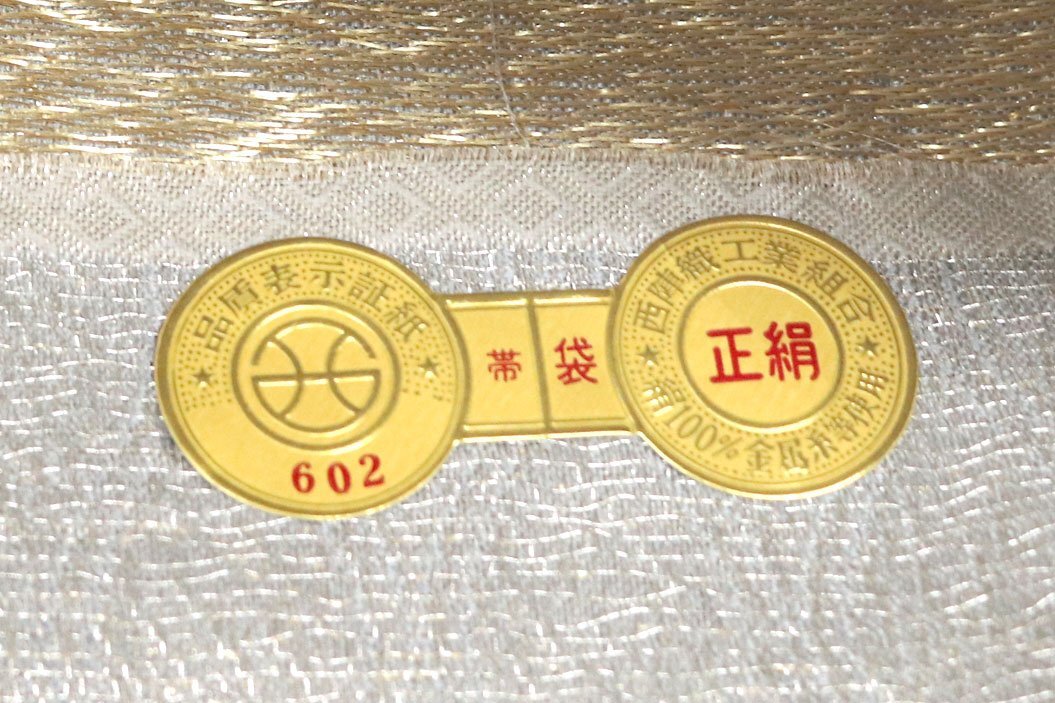 品質表示証紙
602
帯 袋
西陣織工業組合
正絹
絹100%金属糸等使用